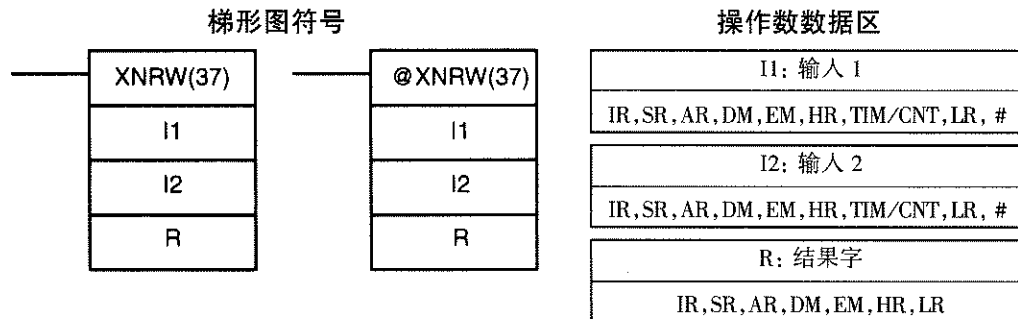 梯形图符号
XNRW(37)
I1
I2
R
@XNRW(37)
I1
I2
R
操作数数据区
I1: 输人 1
IR,SR,AR,DM,EM,HR,TIM/CNT,LR, #
I2: 输人 2
IR,SR,AR,DM,EM,HR,TIM/CNT,LR, #
R: 结果字
IR,SR,AR,DM,EM,HR,LR